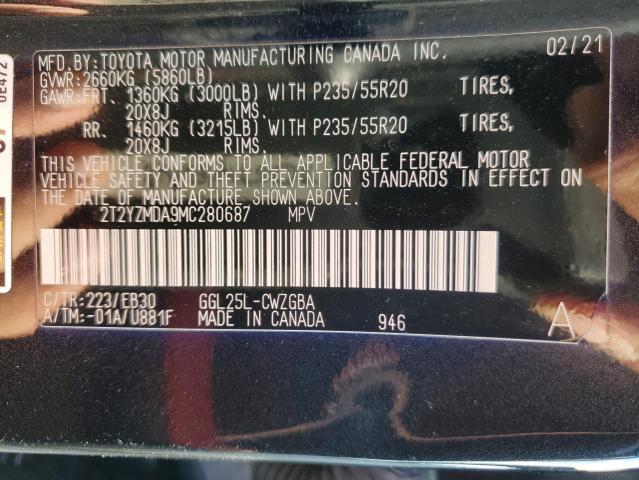 MFD.BY:TOYOTA MOTOR MANUFACTURING CANADA INC. 02/21
GVWR:2660KG (5860LB)
GAWR:FRT. 1360KG (3000LB) WITH P235/55R20 TIRES,
20X8J RIMS.
RR. 1460KG (3215LB) WITH P235/55R20 TIRES,
20X8J RIMS.
THIS VEHICLE CONFORMS TO ALL APPLICABLE FEDERAL MOTOR
VEHICLE SAFETY AND THEFT PREVENTION STANDARDS IN EFFECT ON
THE DATE OF MANUFACTURE SHOWN ABOVE.
2T2YZMDA9MC280687 MPV
C/TR:223/EB30 GGL25L-CWZGBA
A/TM:-01A/U881F MADE IN CANADA 946 A
0E472